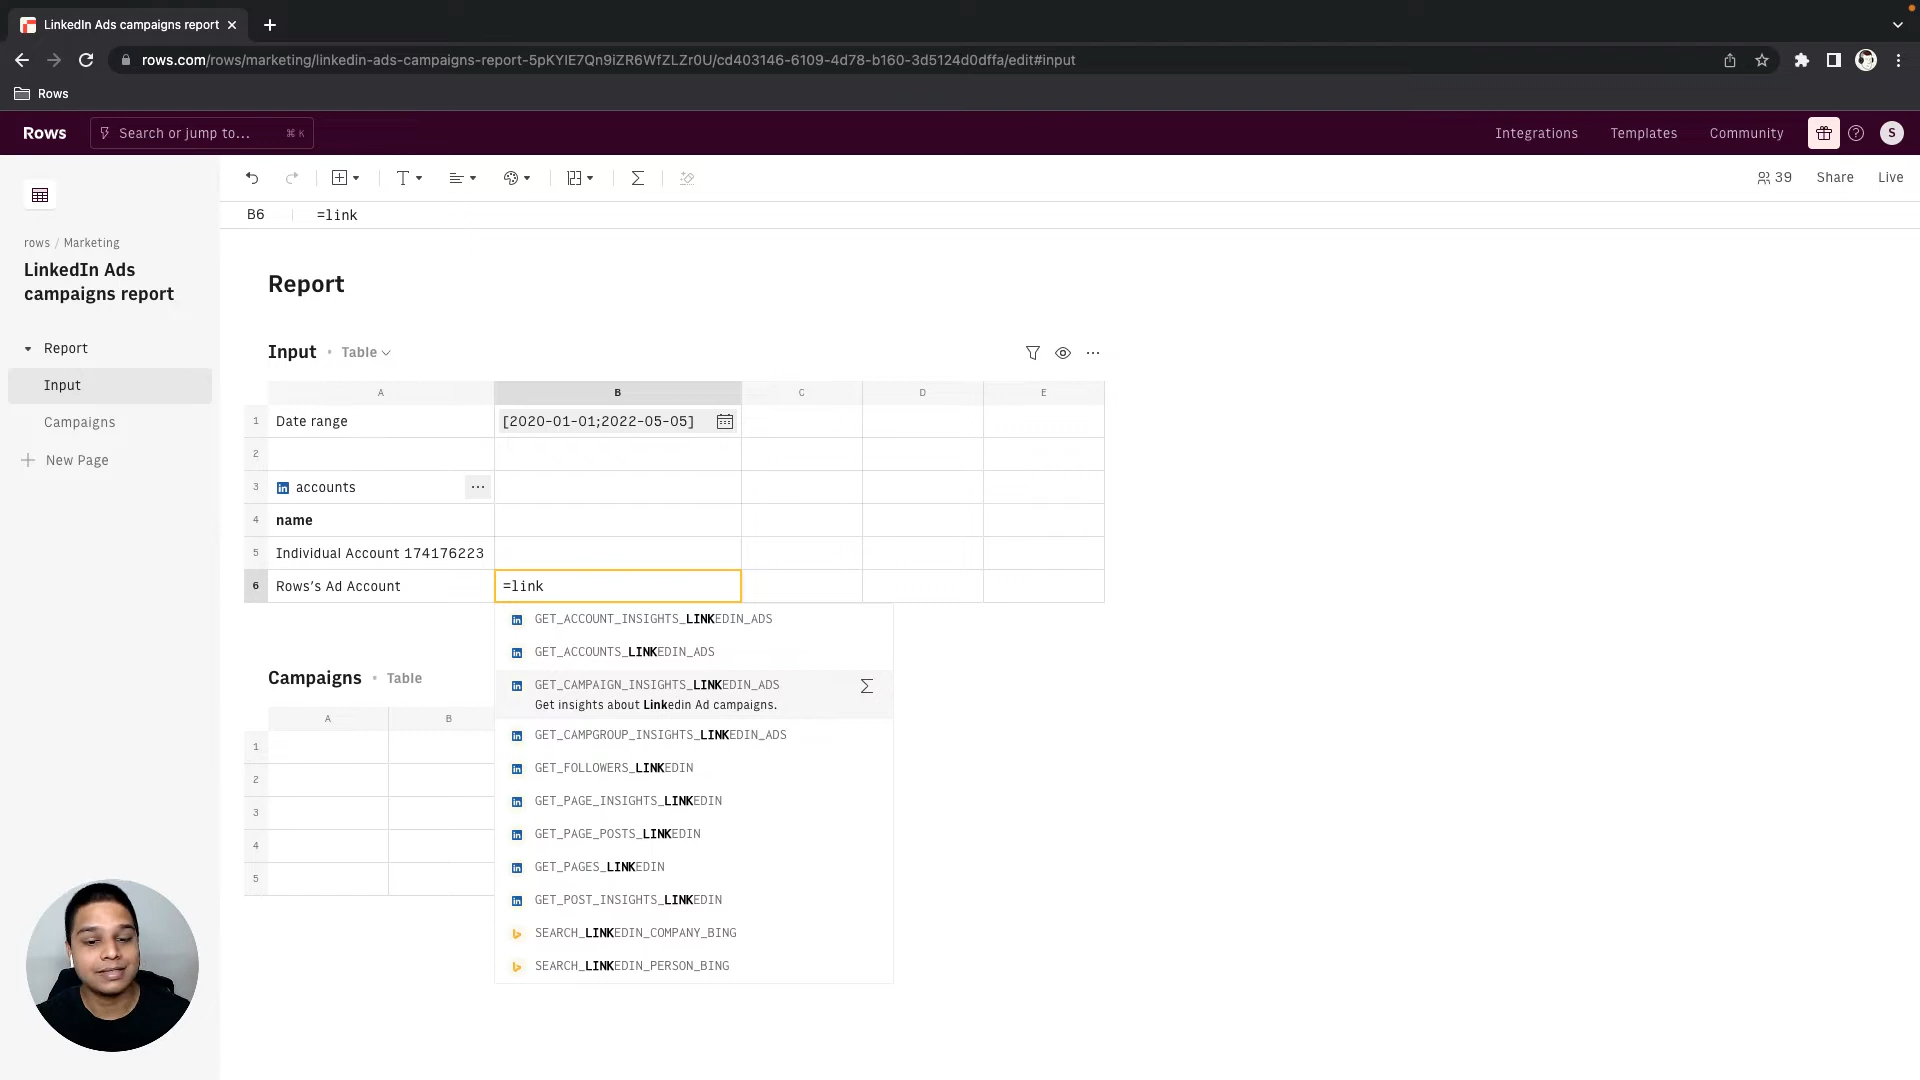 LinkedIn Ads campaigns report
rows.com/rows/marketing/linkedin-ads-campaigns-report-5pKYIE7Qn9iZR6WfZLZr0U/cd403146-6109-4d78-b160-3d5124d0dffa/edit#input
Rows
Rows
Search or jump to...
⌘ K
Integrations
Templates
Community
S
39
Share
Live
B6
=link
rows / Marketing
LinkedIn Ads
campaigns report
Report
Input
Campaigns
New Page
Report
Input • Table
A B C D E
1 Date range [2020-01-01;2022-05-05]
2
3 in accounts ...
4 name
5 Individual Account 174176223
6 Rows's Ad Account =link
GET_ACCOUNT_INSIGHTS_LINKEDIN_ADS
GET_ACCOUNTS_LINKEDIN_ADS
GET_CAMPAIGN_INSIGHTS_LINKEDIN_ADS
Get insights about Linkedin Ad campaigns.
GET_CAMPGROUP_INSIGHTS_LINKEDIN_ADS
GET_FOLLOWERS_LINKEDIN
GET_PAGE_INSIGHTS_LINKEDIN
GET_PAGE_POSTS_LINKEDIN
GET_PAGES_LINKEDIN
GET_POST_INSIGHTS_LINKEDIN
SEARCH_LINKEDIN_COMPANY_BING
SEARCH_LINKEDIN_PERSON_BING
Campaigns • Table
A B
1
2
3
4
5